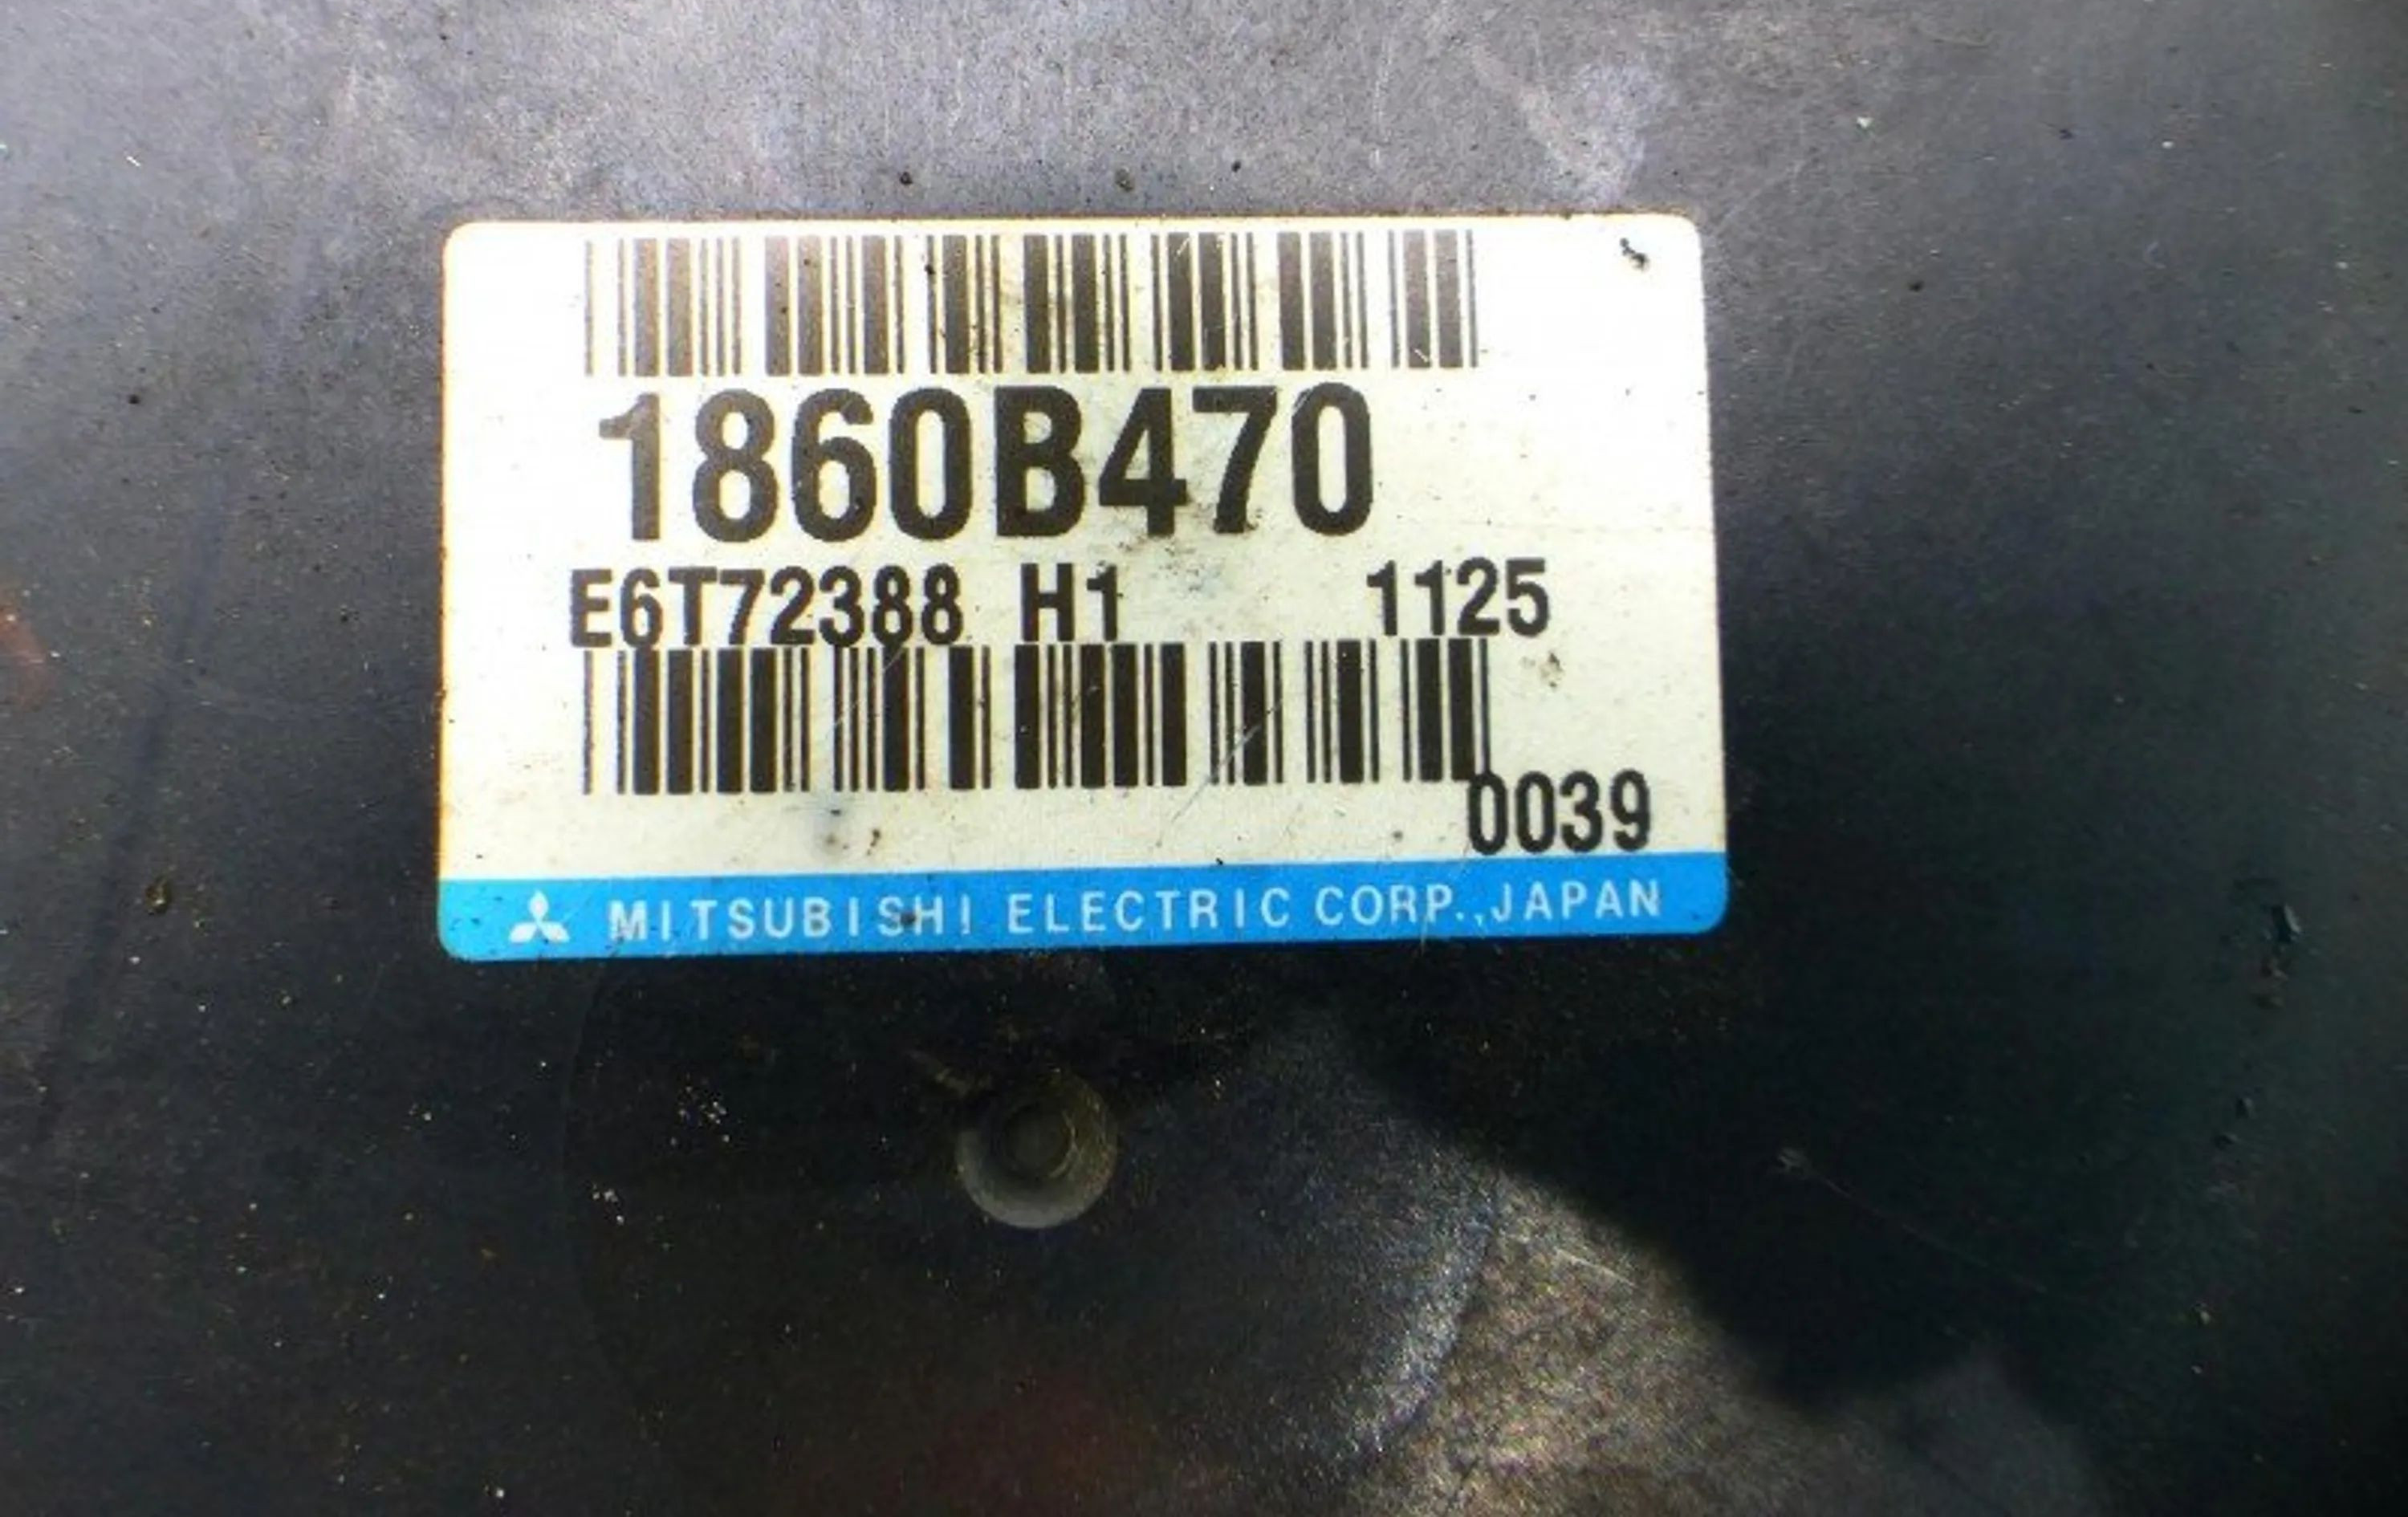 1860B470
E6T72388 H1 1125
0039
MITSUBISHI ELECTRIC CORP.,JAPAN